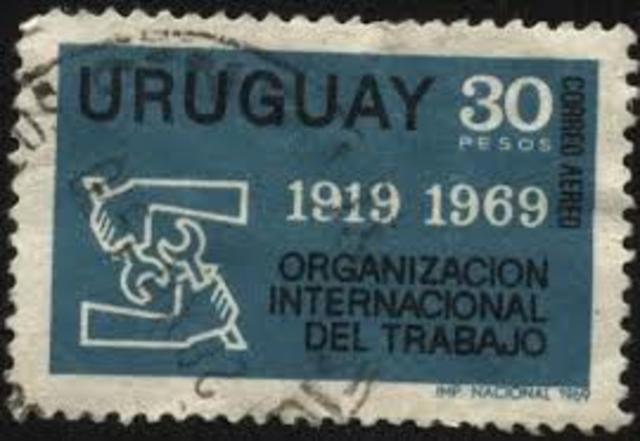 URUGUAY 30
PESOS
CORREO AEREO
1919 1969
ORGANIZACION
INTERNACIONAL
DEL TRABAJO
IMP. NACIONAL 1969